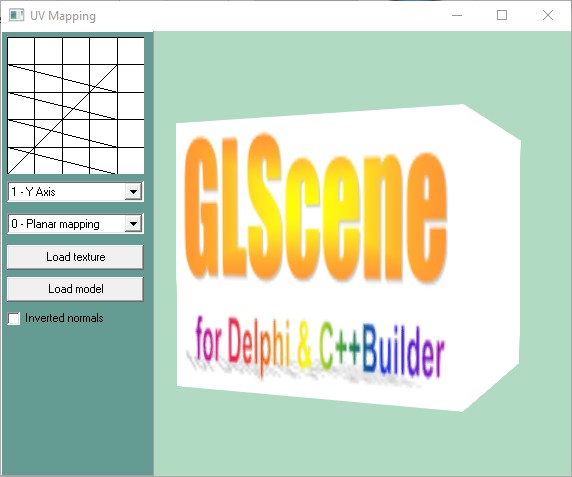 UV Mapping
1 - Y Axis
0 - Planar mapping
Load texture
Load model
Inverted normals
GLScene
for Delphi & C++Builder